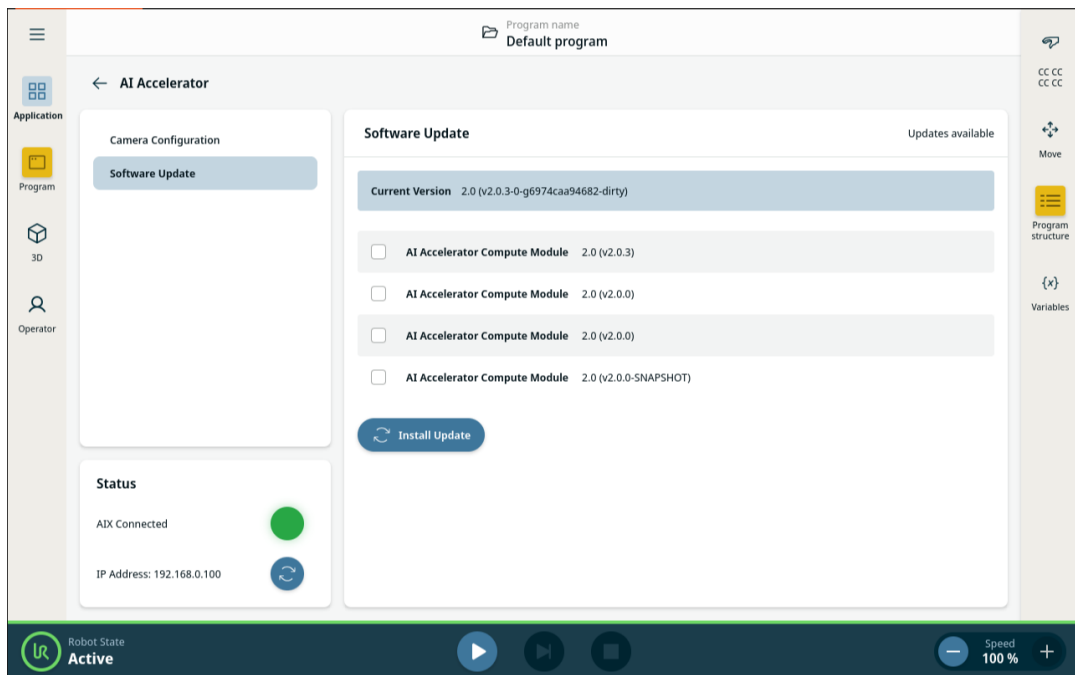 Program name
Default program
Application
Program
3D
Operator
AI Accelerator
Camera Configuration
Software Update
Status
AIX Connected
IP Address: 192.168.0.100
Software Update
Updates available
Current Version 2.0 (v2.0.3-0-g6974caa94682-dirty)
AI Accelerator Compute Module 2.0 (v2.0.3)
AI Accelerator Compute Module 2.0 (v2.0.0)
AI Accelerator Compute Module 2.0 (v2.0.0)
AI Accelerator Compute Module 2.0 (v2.0.0-SNAPSHOT)
Install Update
CC CC
CC CC
Move
Program
structure
{x}
Variables
UR
Robot State
Active
Speed
100 %